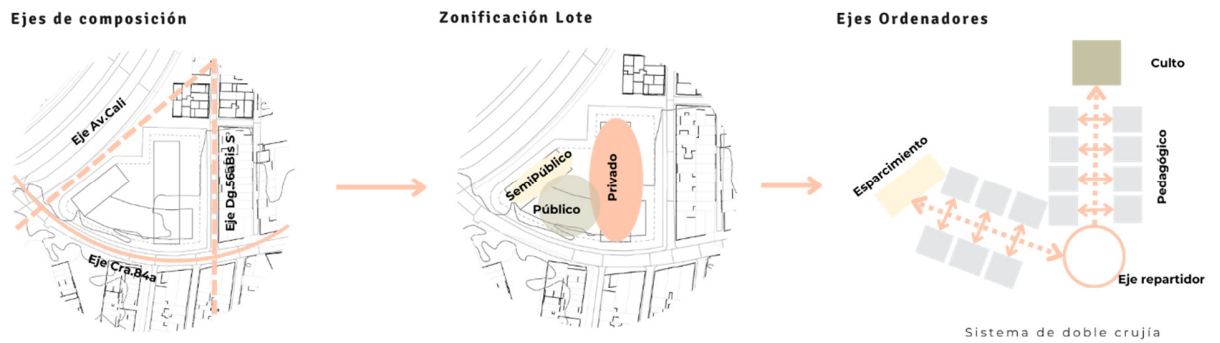 Ejes de composición
Zonificación Lote
Ejes Ordenadores
Eje Av.Cali
Eje Dg.56aBis S
Eje Cra.84a
SemiPúblico
Público
Privado
Culto
Pedagógico
Esparcimiento
Eje repartidor
Sistema de doble crujía